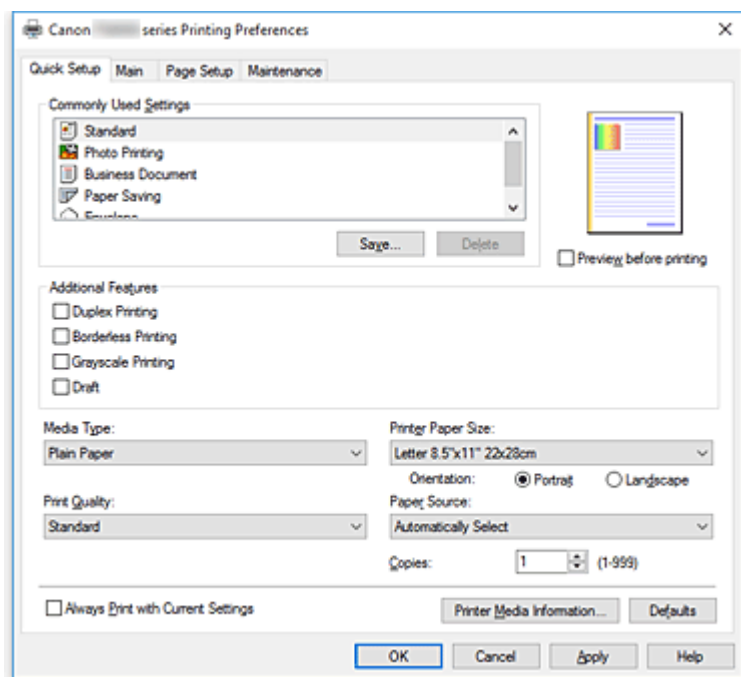 Canon series Printing Preferences
Quick Setup Main Page Setup Maintenance
Commonly Used Settings
Standard
Photo Printing
Business Document
Paper Saving
Envelope
Save... Delete
Preview before printing
Additional Features
Duplex Printing
Borderless Printing
Grayscale Printing
Draft
Media Type: Printer Paper Size:
Plain Paper Letter 8.5"x11" 22x28cm
Orientation: Portrait Landscape
Print Quality: Paper Source:
Standard Automatically Select
Copies: 1 (1-999)
Always Print with Current Settings Printer Media Information... Defaults
OK Cancel Apply Help